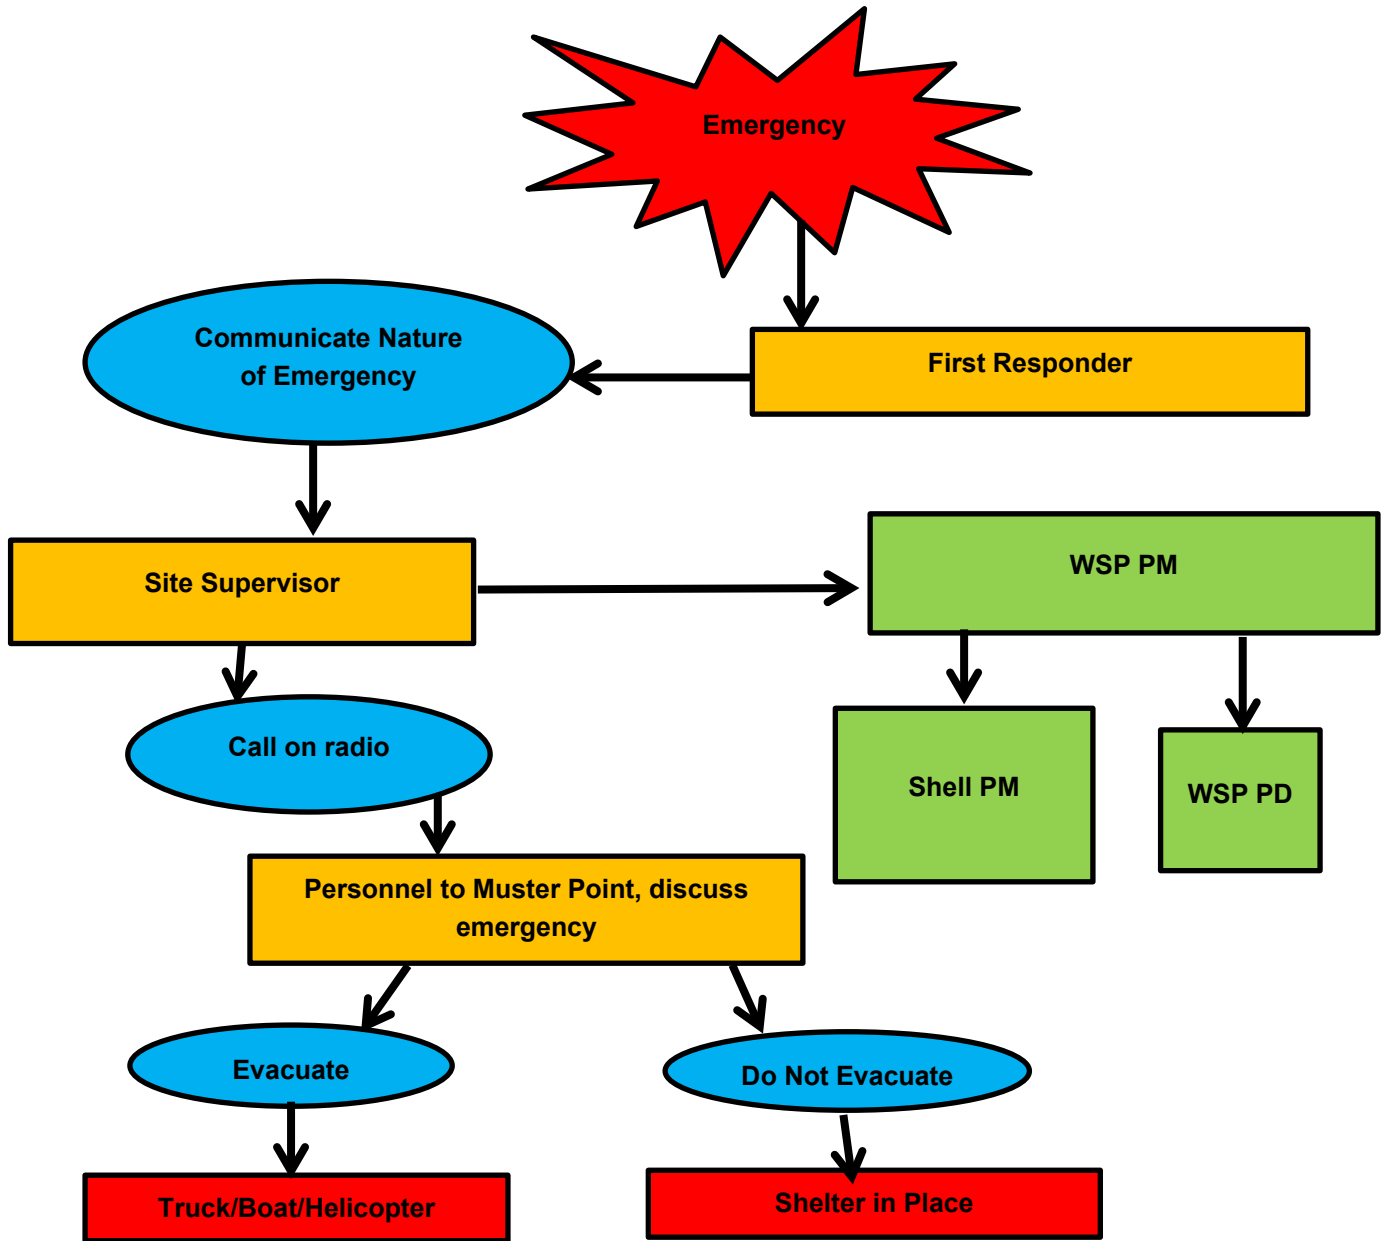 Emergency
First Responder
Communicate Nature
of Emergency
Site Supervisor
WSP PM
Call on radio
Shell PM
WSP PD
Personnel to Muster Point, discuss
emergency
Evacuate
Do Not Evacuate
Truck/Boat/Helicopter
Shelter in Place